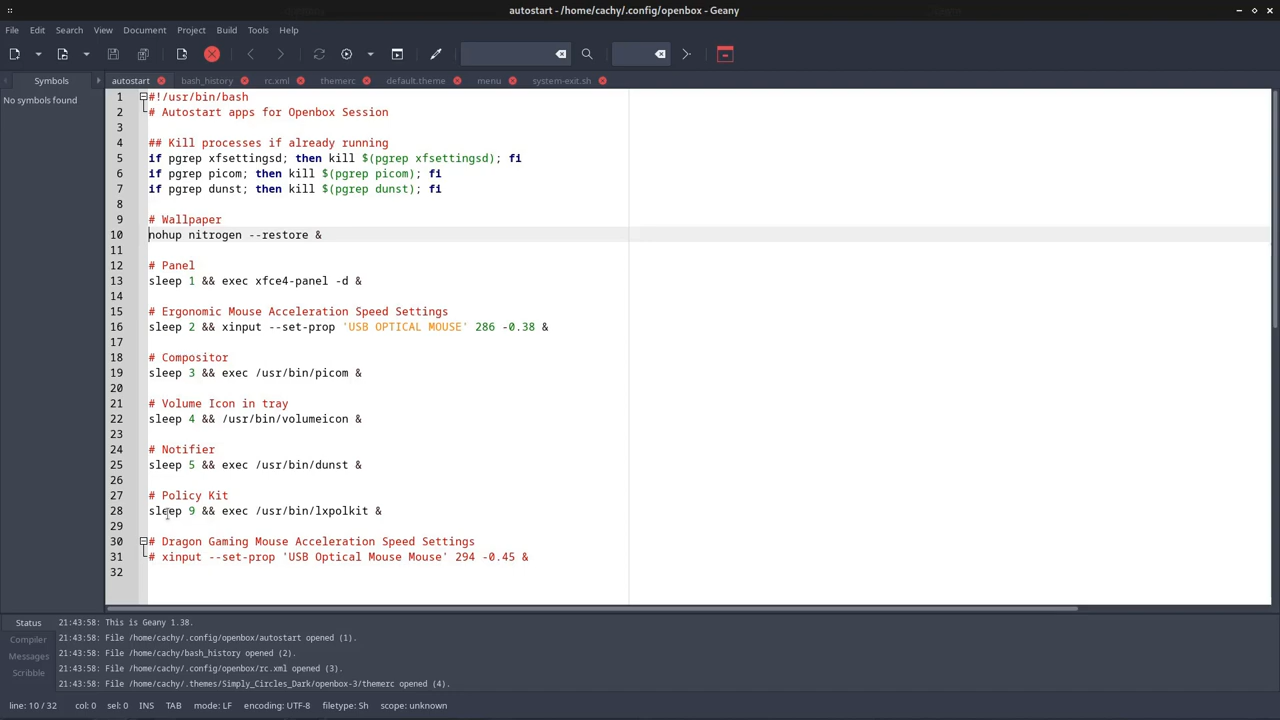 autostart - /home/cachy/.config/openbox - Geany
File Edit Search View Document Project Build Tools Help
Symbols autostart bash_history rc.xml themerc default.theme menu system-exit.sh
No symbols found
1 #!/usr/bin/bash
2 # Autostart apps for Openbox Session
3
4 ## Kill processes if already running
5 if pgrep xfsettingsd; then kill $(pgrep xfsettingsd); fi
6 if pgrep picom; then kill $(pgrep picom); fi
7 if pgrep dunst; then kill $(pgrep dunst); fi
8
9 # Wallpaper
10 nohup nitrogen --restore &
11
12 # Panel
13 sleep 1 && exec xfce4-panel -d &
14
15 # Ergonomic Mouse Acceleration Speed Settings
16 sleep 2 && xinput --set-prop 'USB OPTICAL MOUSE' 286 -0.38 &
17
18 # Compositor
19 sleep 3 && exec /usr/bin/picom &
20
21 # Volume Icon in tray
22 sleep 4 && /usr/bin/volumeicon &
23
24 # Notifier
25 sleep 5 && exec /usr/bin/dunst &
26
27 # Policy Kit
28 sleep 9 && exec /usr/bin/lxpolkit &
29
30 # Dragon Gaming Mouse Acceleration Speed Settings
31 # xinput --set-prop 'USB Optical Mouse Mouse' 294 -0.45 &
32
Status
Compiler
Messages
Scribble
21:43:58: This is Geany 1.38.
21:43:58: File /home/cachy/.config/openbox/autostart opened (1).
21:43:58: File /home/cachy/bash_history opened (2).
21:43:58: File /home/cachy/.config/openbox/rc.xml opened (3).
21:43:58: File /home/cachy/.themes/Simply_Circles_Dark/openbox-3/themerc opened (4).
line: 10 / 32 col: 0 sel: 0 INS TAB mode: LF encoding: UTF-8 filetype: Sh scope: unknown